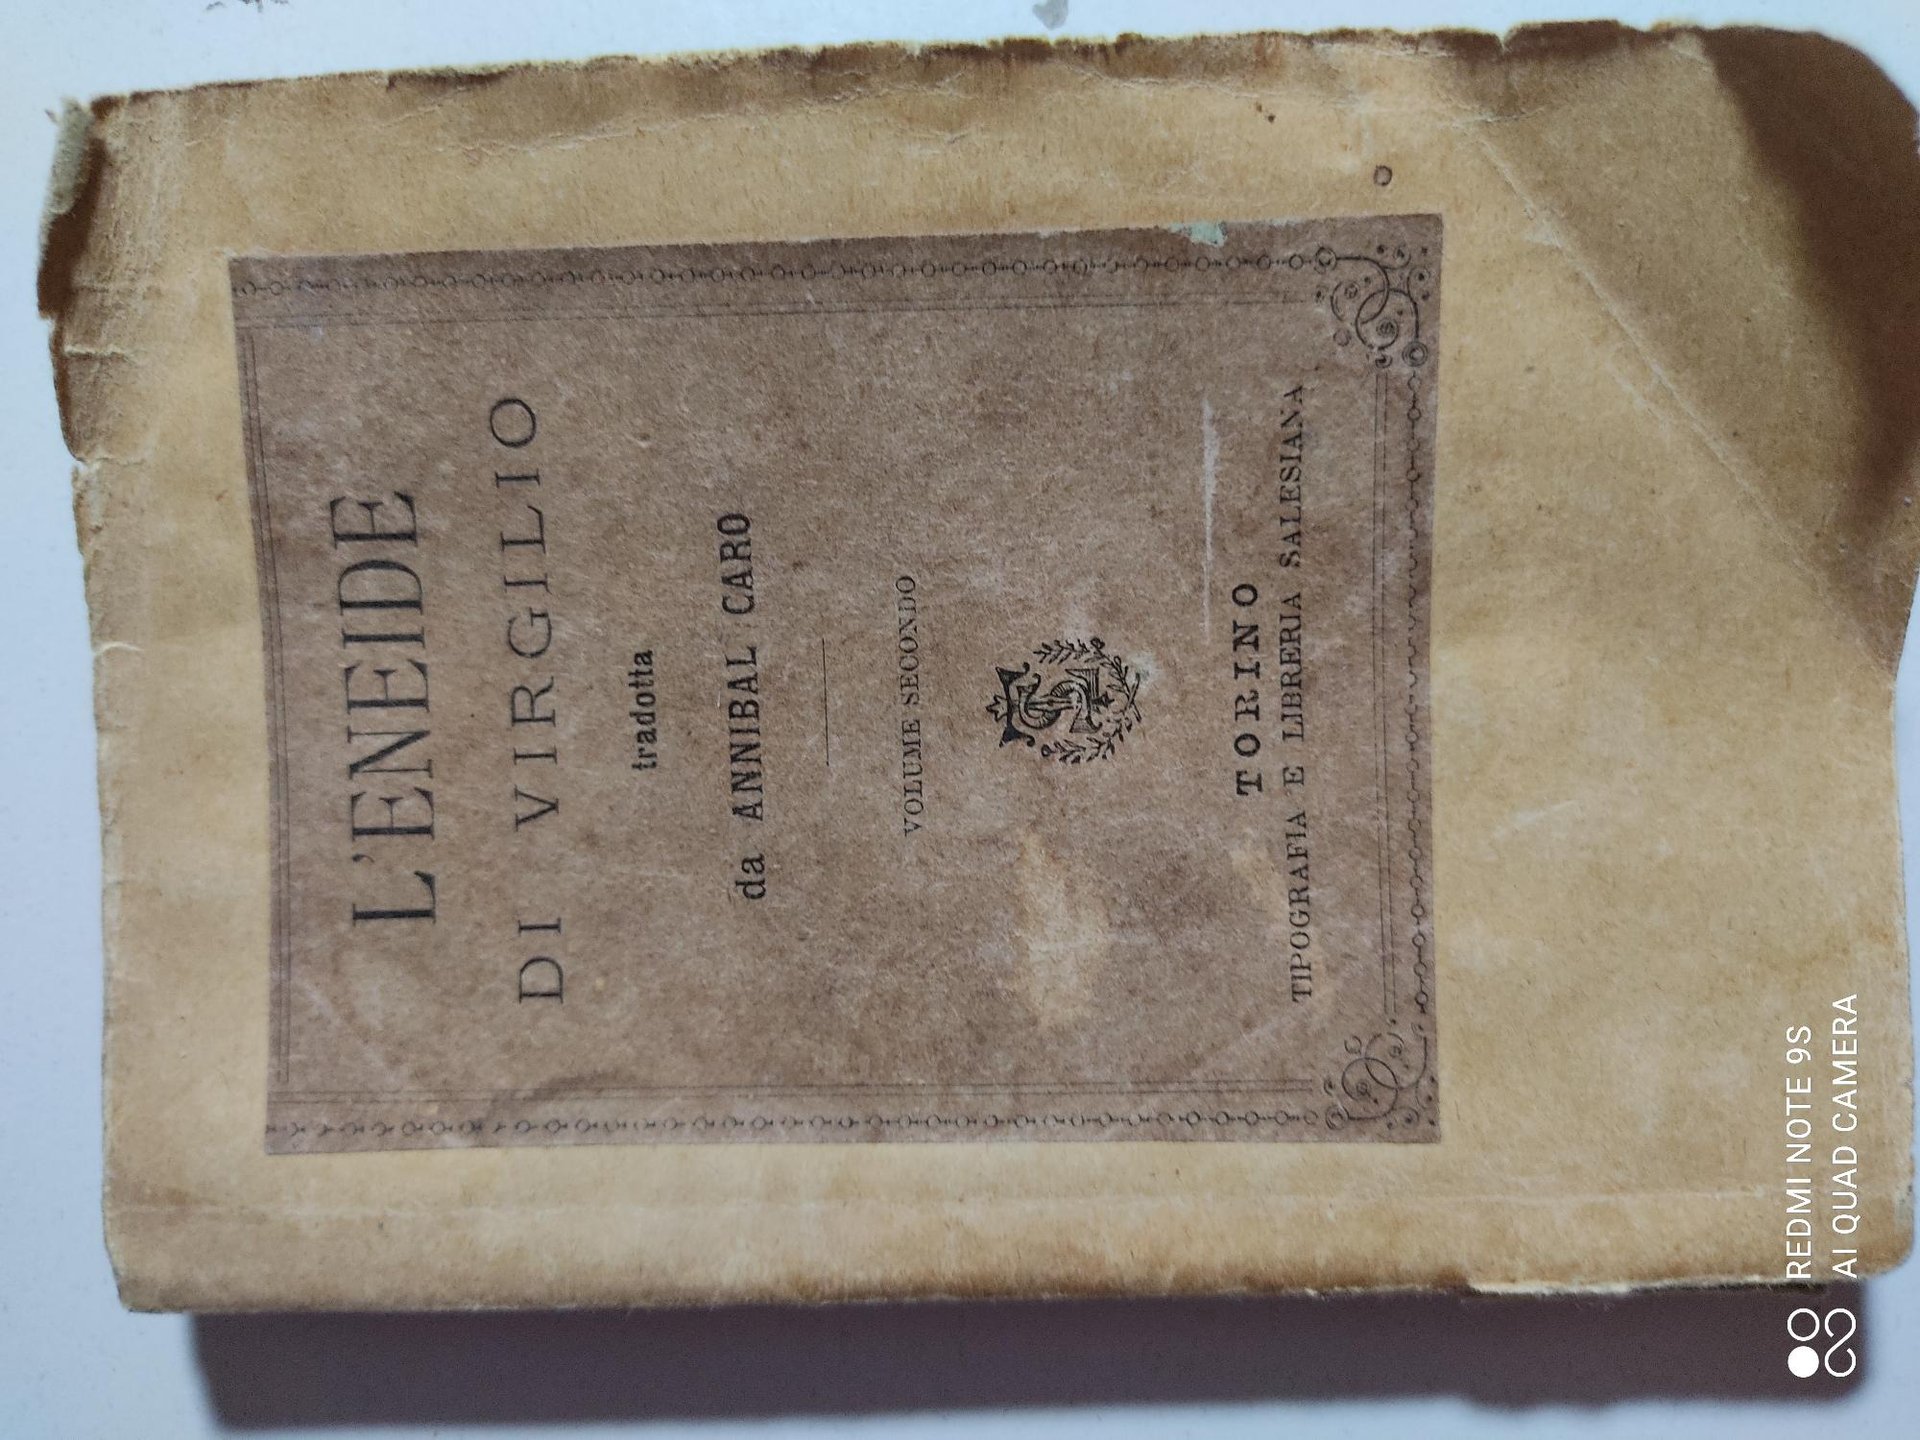 L'ENEIDE
DI VIRGILIO
tradotta
da ANNIBAL CARO
VOLUME SECONDO
TORINO
TIPOGRAFIA E LIBRERIA SALESIANA
REDMI NOTE 9S
AI QUAD CAMERA